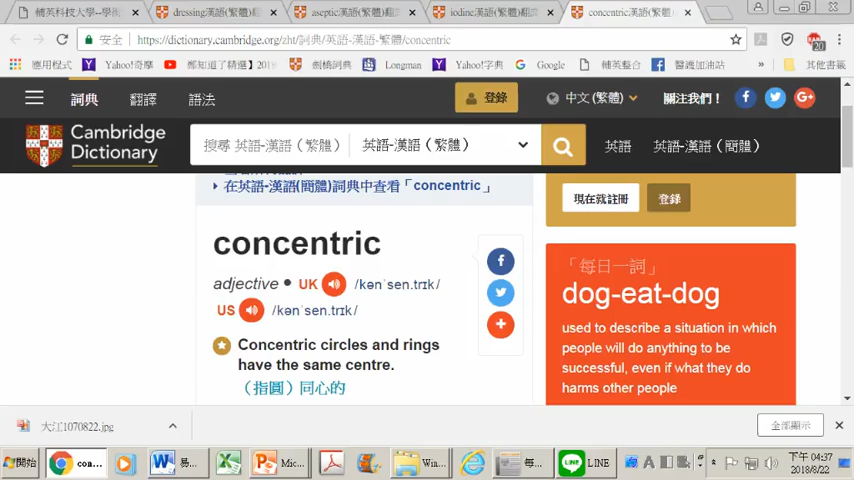 輔英科技大學--學術
dressing漢語(繁體)翻
aseptic漢語(繁體)翻譯
iodine漢語(繁體)翻譯
concentric漢語(繁體)
安全
https://dictionary.cambridge.org/zht/詞典/英語-漢語-繁體/concentric
20
應用程式
Yahoo!奇摩
鄭知道了精選】201
劍橋詞典
Longman
Yahoo!字典
Google
輔英整合
醫護加油站
»
其他書籤
詞典
翻譯
語法
登錄
中文 (繁體)
關注我們！
Cambridge
Dictionary
搜尋 英語-漢語（繁體）
英語-漢語（繁體）
英語
英語-漢語（簡體）
在英語-漢語(簡體)詞典中查看「concentric」
現在就註冊
登錄
concentric
adjective • UK /kənˈsen.trɪk/
US /kənˈsen.trɪk/
Concentric circles and rings
have the same centre.
（指圓）同心的
「每日一詞」
dog-eat-dog
used to describe a situation in which
people will do anything to be
successful, even if what they do
harms other people
大江1070822.jpg
全部顯示
開始
con...
易...
Mic...
Win...
每...
LINE
下午 04:37
2018/8/22